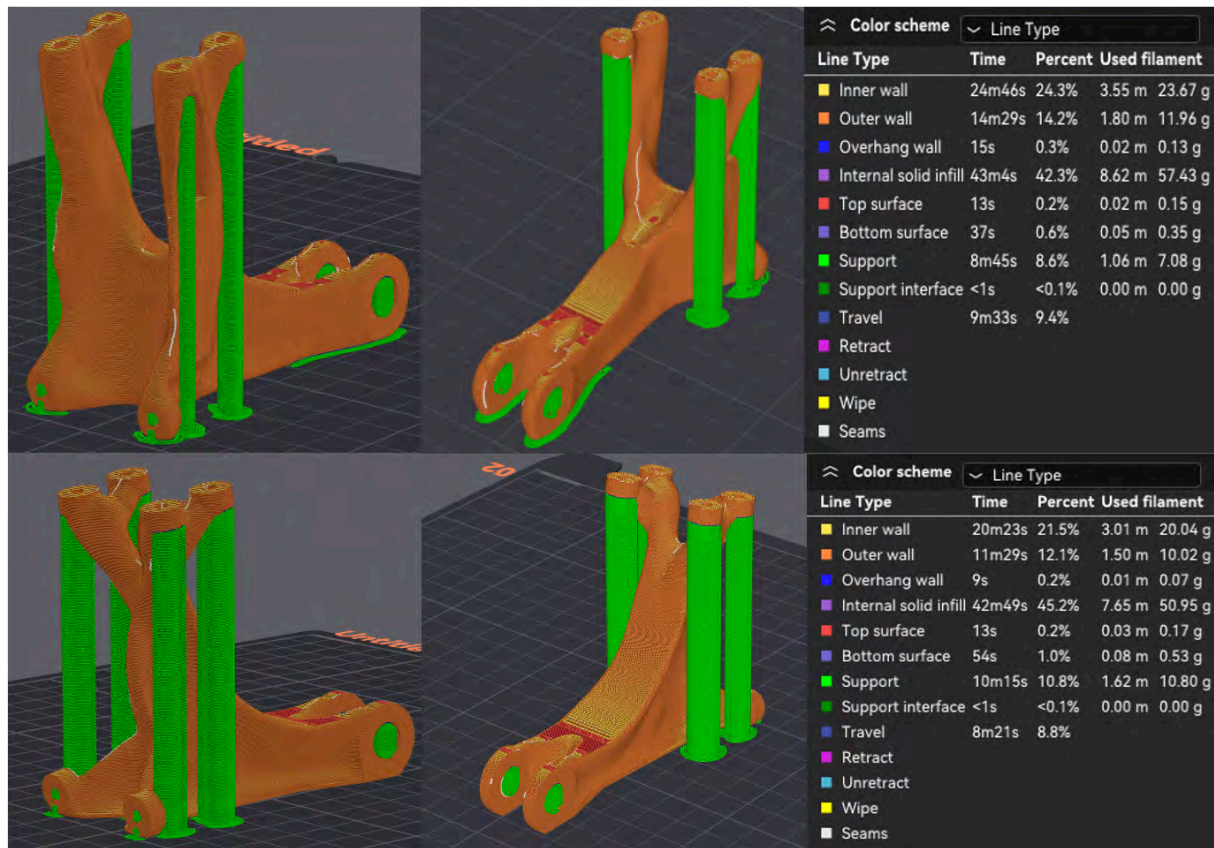 titled
Color scheme Line Type
Line Type Time Percent Used filament
Inner wall 24m46s 24.3% 3.55 m 23.67 g
Outer wall 14m29s 14.2% 1.80 m 11.96 g
Overhang wall 15s 0.3% 0.02 m 0.13 g
Internal solid infill 43m4s 42.3% 8.62 m 57.43 g
Top surface 13s 0.2% 0.02 m 0.15 g
Bottom surface 37s 0.6% 0.05 m 0.35 g
Support 8m45s 8.6% 1.06 m 7.08 g
Support interface <1s <0.1% 0.00 m 0.00 g
Travel 9m33s 9.4%
Retract
Unretract
Wipe
Seams
Untitle
02
Color scheme Line Type
Line Type Time Percent Used filament
Inner wall 20m23s 21.5% 3.01 m 20.04 g
Outer wall 11m29s 12.1% 1.50 m 10.02 g
Overhang wall 9s 0.2% 0.01 m 0.07 g
Internal solid infill 42m49s 45.2% 7.65 m 50.95 g
Top surface 13s 0.2% 0.03 m 0.17 g
Bottom surface 54s 1.0% 0.08 m 0.53 g
Support 10m15s 10.8% 1.62 m 10.80 g
Support interface <1s <0.1% 0.00 m 0.00 g
Travel 8m21s 8.8%
Retract
Unretract
Wipe
Seams